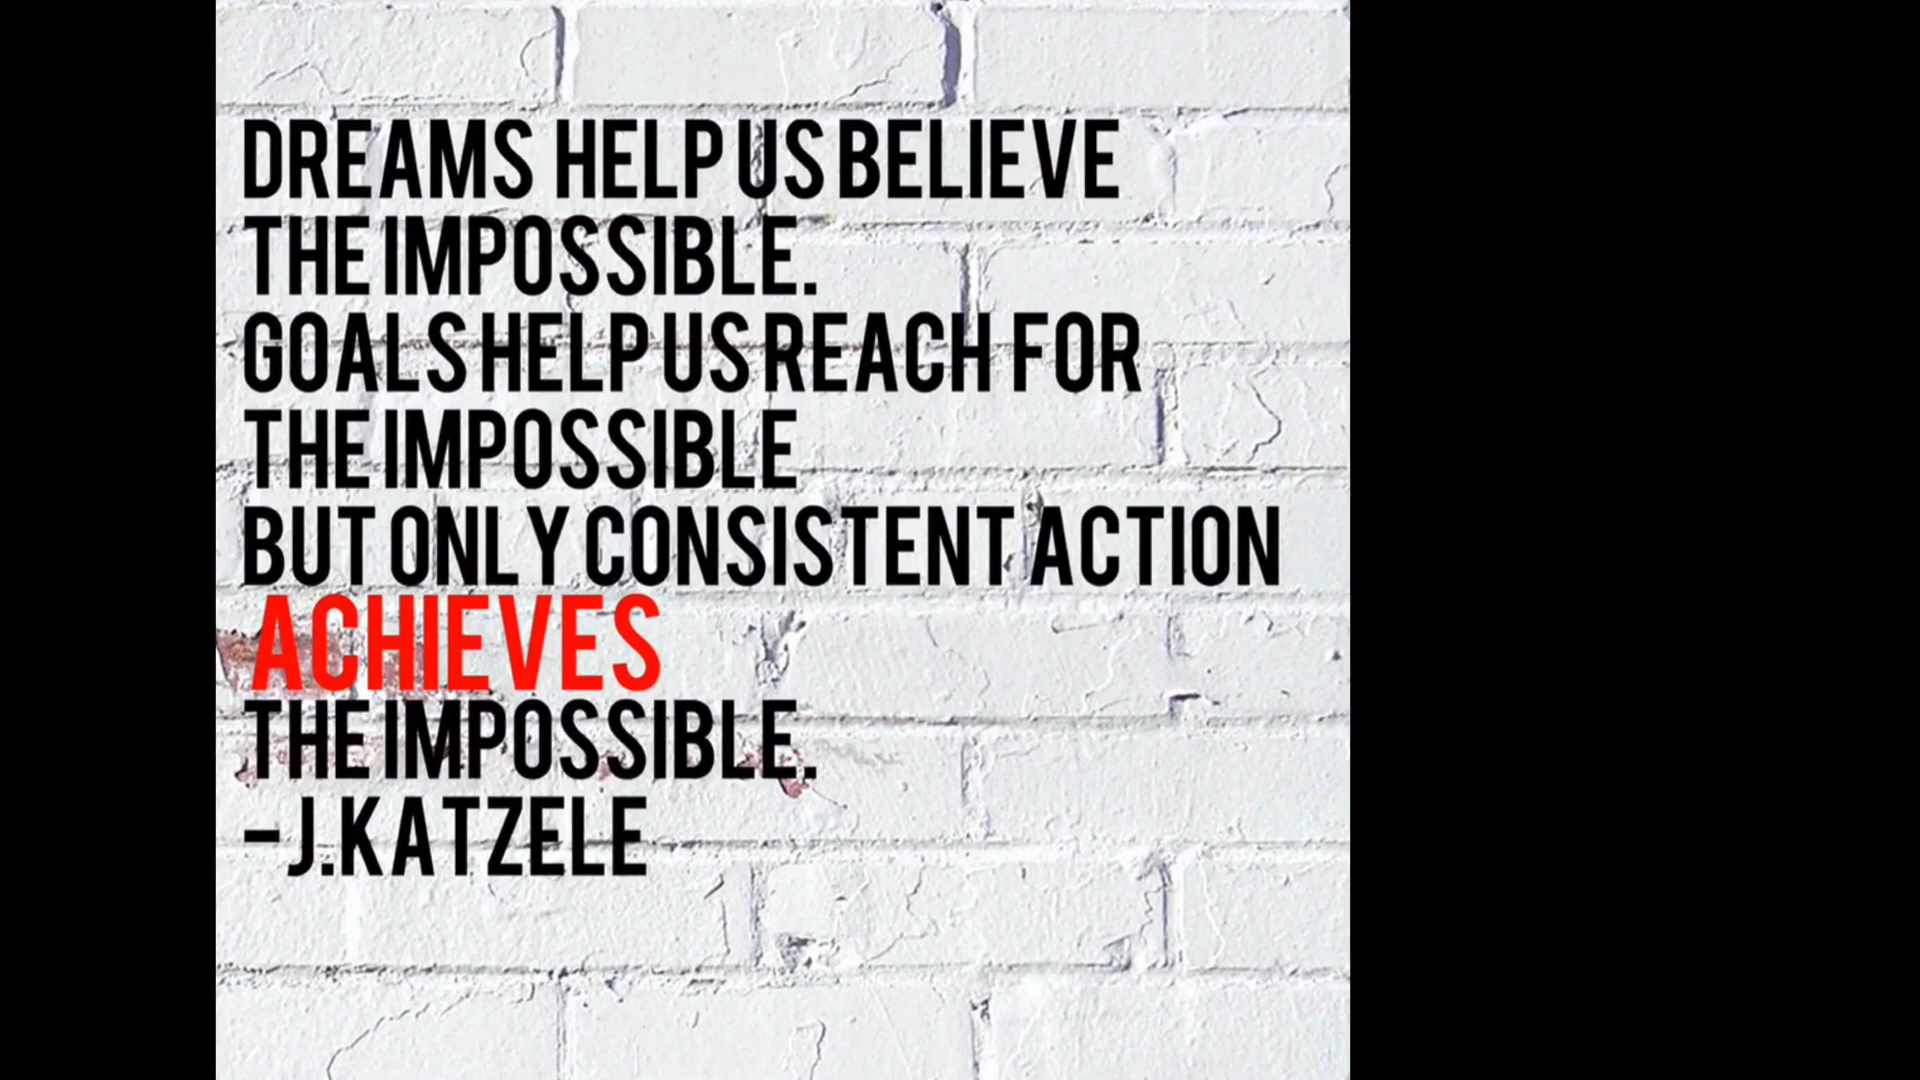 DREAMS HELP US BELIEVE
THE IMPOSSIBLE.
GOALS HELP US REACH FOR
THE IMPOSSIBLE
BUT ONLY CONSISTENT ACTION
ACHIEVES
THE IMPOSSIBLE.
-J.KATZELE